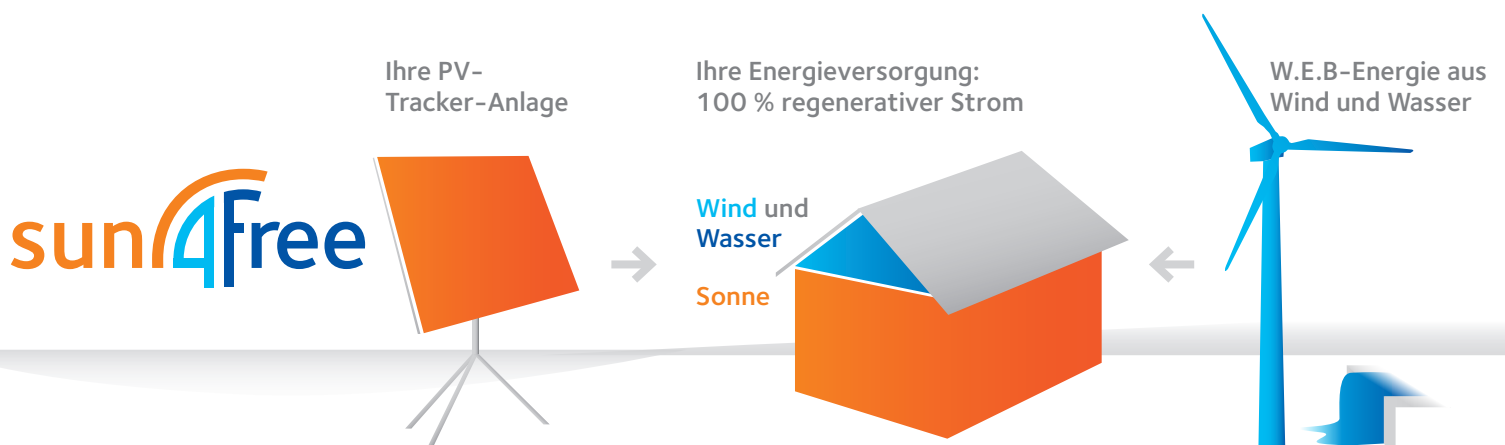 sun4free
Ihre PV-
Tracker-Anlage
Ihre Energieversorgung:
100 % regenerativer Strom
Wind und
Wasser
Sonne
W.E.B-Energie aus
Wind und Wasser